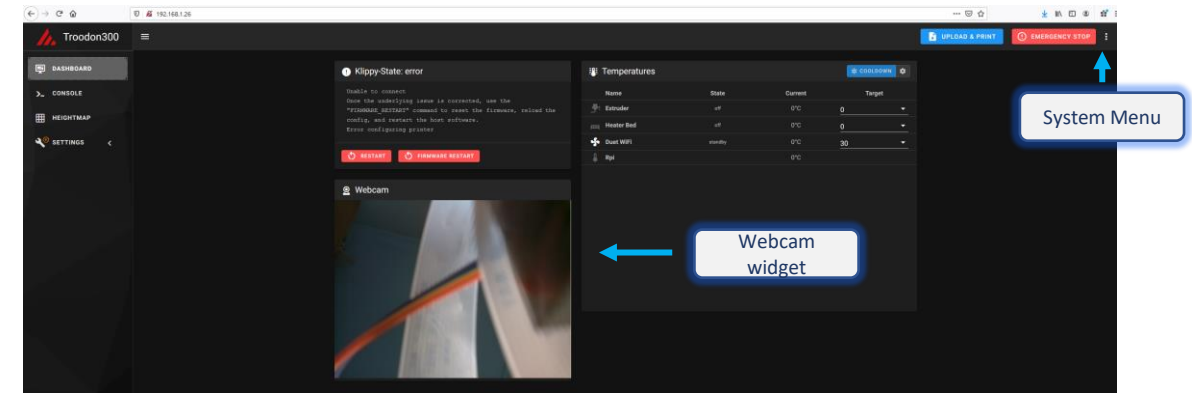 192.168.1.26
Troodon300
UPLOAD & PRINT
EMERGENCY STOP
DASHBOARD
CONSOLE
HEIGHTMAP
SETTINGS
Klippy-State: error
Unable to connect
Once the underlying issue is corrected, use the
"FIRMWARE_RESTART" command to reset the firmware, reload the
config, and restart the host software.
Error configuring printer
RESTART
FIRMWARE RESTART
Webcam
Temperatures
COOLDOWN
Name State Current Target
Extruder off 0°C 0
Heater Bed off 0°C 0
Duet WiFi standby 0°C 30
Rpi 0°C
System Menu
Webcam
widget